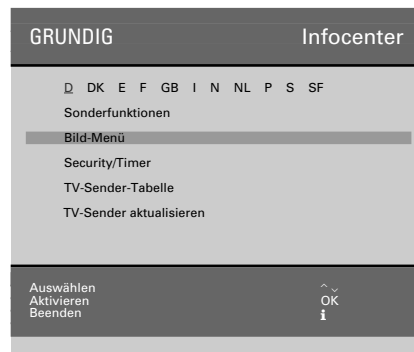 GRUNDIG Infocenter
D DK E F GB I N NL P S SF
Sonderfunktionen
Bild-Menü
Security/Timer
TV-Sender-Tabelle
TV-Sender aktualisieren
Auswählen
Aktivieren OK
Beenden i